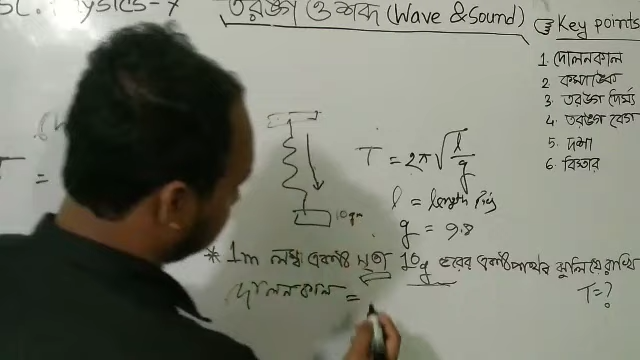 SC. Physics-7
তরঙ্গ ও শব্দ (Wave & Sound)
Key points
1. দোলনকাল
2 কম্পাঙ্ক
3. তরঙ্গ দৈর্ঘ্য
4. তরঙ্গ বেগ
5. দশা
6. বিস্তার
T =
T = 2π√l/g
l = length
g = 9.8
10gm
* 1m লম্বা একটি সুতা 10g ভরের একটি পাথর ঝুলিয়ে রাখি
T=?
দোলনকাল =